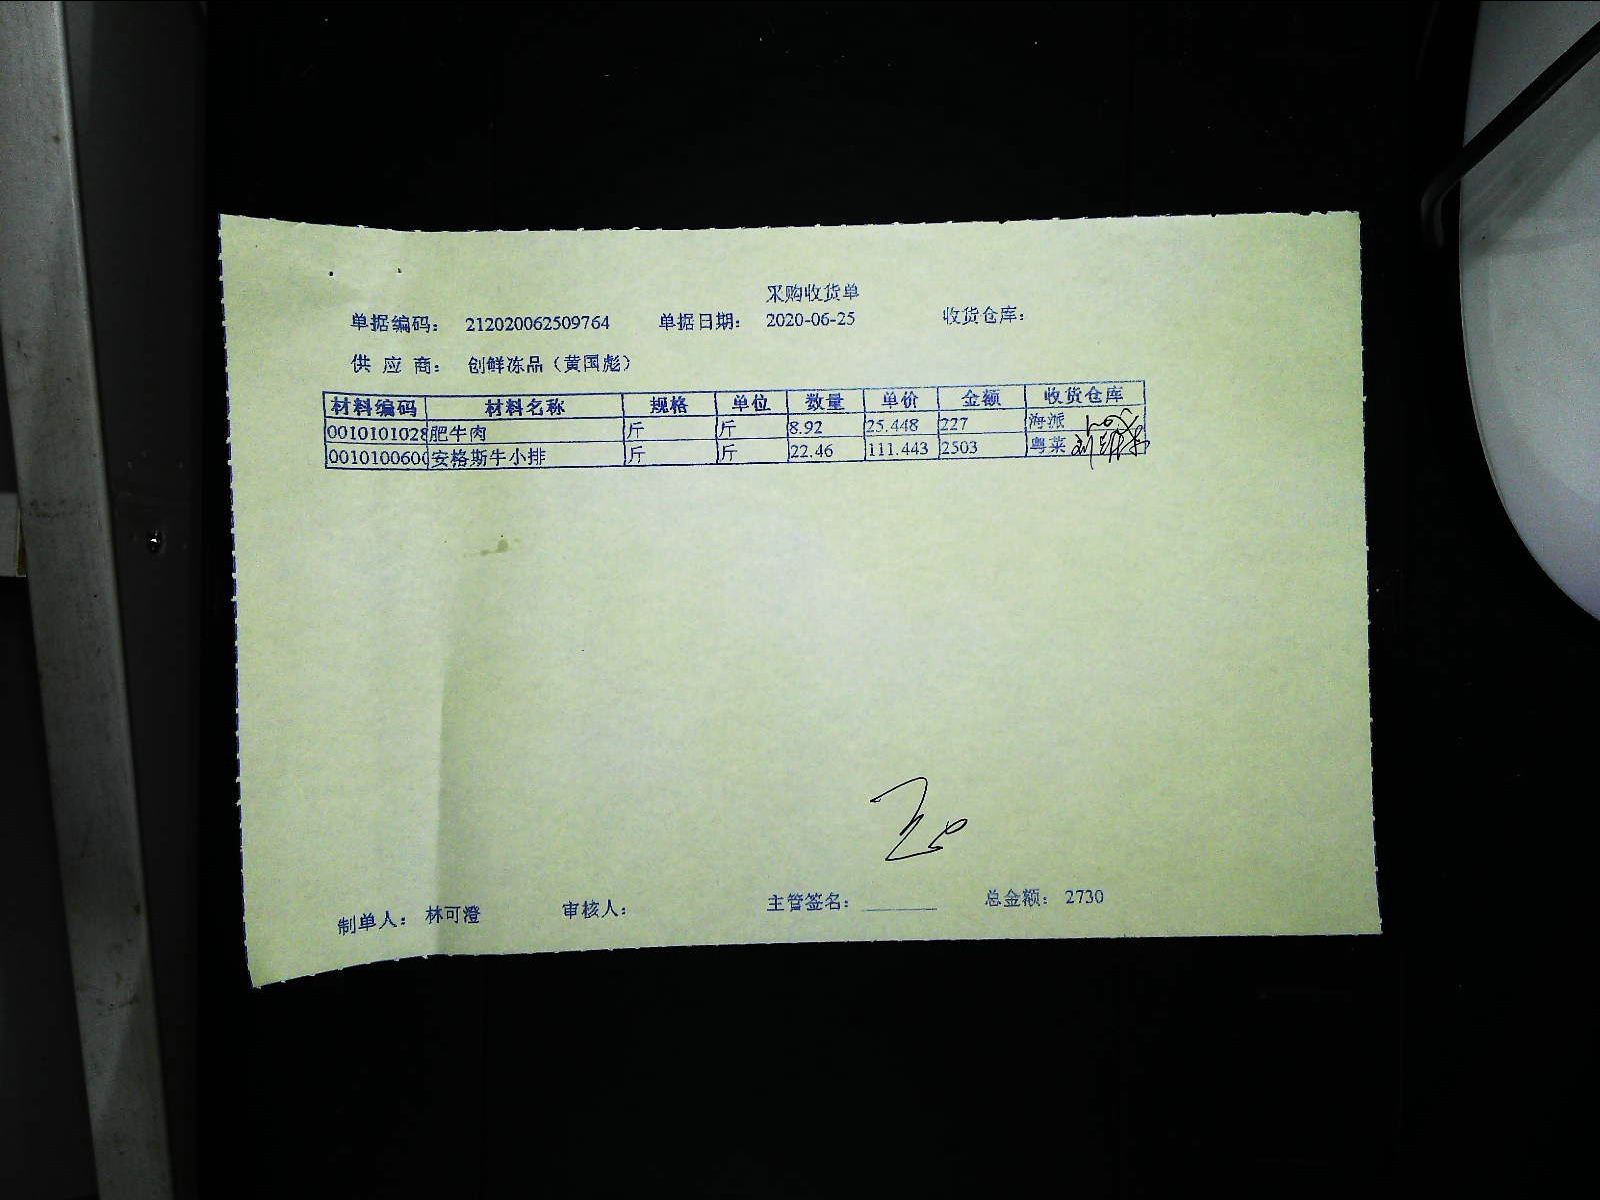 采购收货单
单据编码： 212020062509764 单据日期： 2020-06-25 收货仓库：
供 应 商： 创鲜冻品（黄国彪）
材料编码 材料名称 规格 单位 数量 单价 金额 收货仓库
0010101028 肥牛肉 斤 斤 8.92 25.448 227 海派
001010060 安格斯牛小排 斤 斤 22.46 111.443 2503 粤菜
制单人： 林可澄 审核人： 主管签名： 总金额： 2730